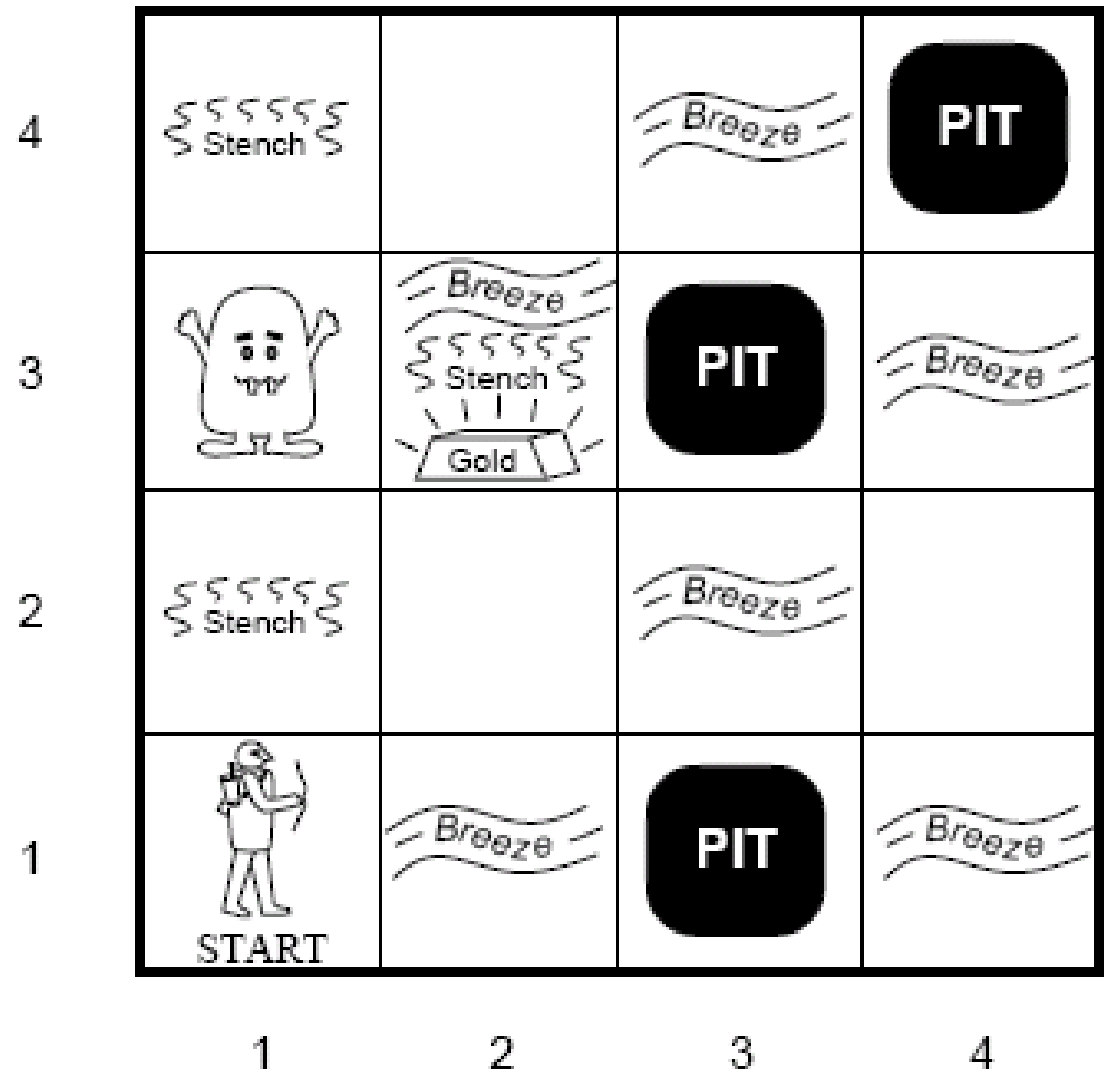 4
Stench
Breeze
PIT
3
Breeze
Stench
Gold
PIT
Breeze
2
Stench
Breeze
1
START
Breeze
PIT
Breeze
1 2 3 4